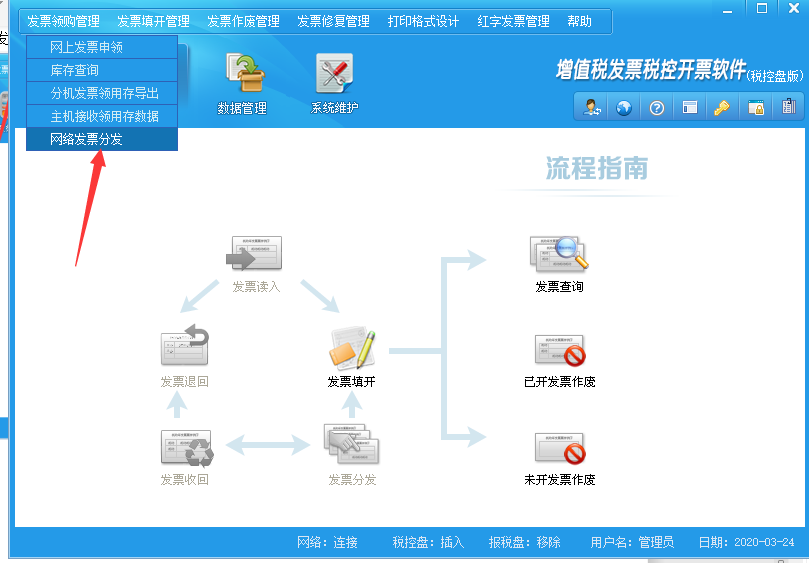 发票领购管理 发票填开管理 发票作废管理 发票修复管理 打印格式设计 红字发票管理 帮助
网上发票申领
库存查询
分机发票领用存导出
主机接收领用存数据
网络发票分发
数据管理
系统维护
增值税发票税控开票软件(税控盘版)
流程指南
发票读入
发票查询
发票退回
发票填开
已开发票作废
发票收回
发票分发
未开发票作废
网络: 连接 税控盘: 插入 报税盘: 移除 用户名: 管理员 日期: 2020-03-24